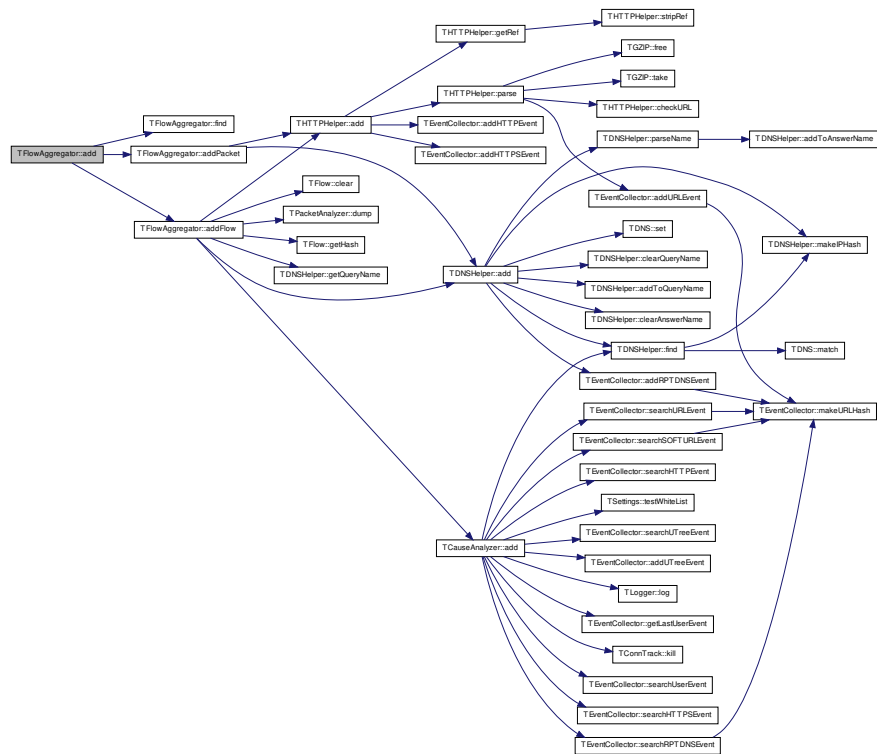 THTTPHelper::stripRef
THTTPHelper::getRef
TGZIP::free
TGZIP::take
THTTPHelper::parse
THTTPHelper::checkURL
TFlowAggregator::find
THTTPHelper::add
TEventCollector::addHTTPEvent
TDNSHelper::parseName
TDNSHelper::addToAnswerName
TFlowAggregator::add
TFlowAggregator::addPacket
TEventCollector::addHTTPSEvent
TFlow::clear
TEventCollector::addURLEvent
TPacketAnalyzer::dump
TFlowAggregator::addFlow
TDNS::set
TFlow::getHash
TDNSHelper::makeIPHash
TDNSHelper::clearQueryName
TDNSHelper::getQueryName
TDNSHelper::add
TDNSHelper::addToQueryName
TDNSHelper::clearAnswerName
TDNSHelper::find
TDNS::match
TEventCollector::addRPTDNSEvent
TEventCollector::searchURLEvent
TEventCollector::makeURLHash
TEventCollector::searchSOFTURLEvent
TEventCollector::searchHTTPEvent
TSettings::testWhiteList
TEventCollector::searchUTreeEvent
TCauseAnalyzer::add
TEventCollector::addUTreeEvent
TLogger::log
TEventCollector::getLastUserEvent
TConnTrack::kill
TEventCollector::searchUserEvent
TEventCollector::searchHTTPSEvent
TEventCollector::searchRPTDNSEvent